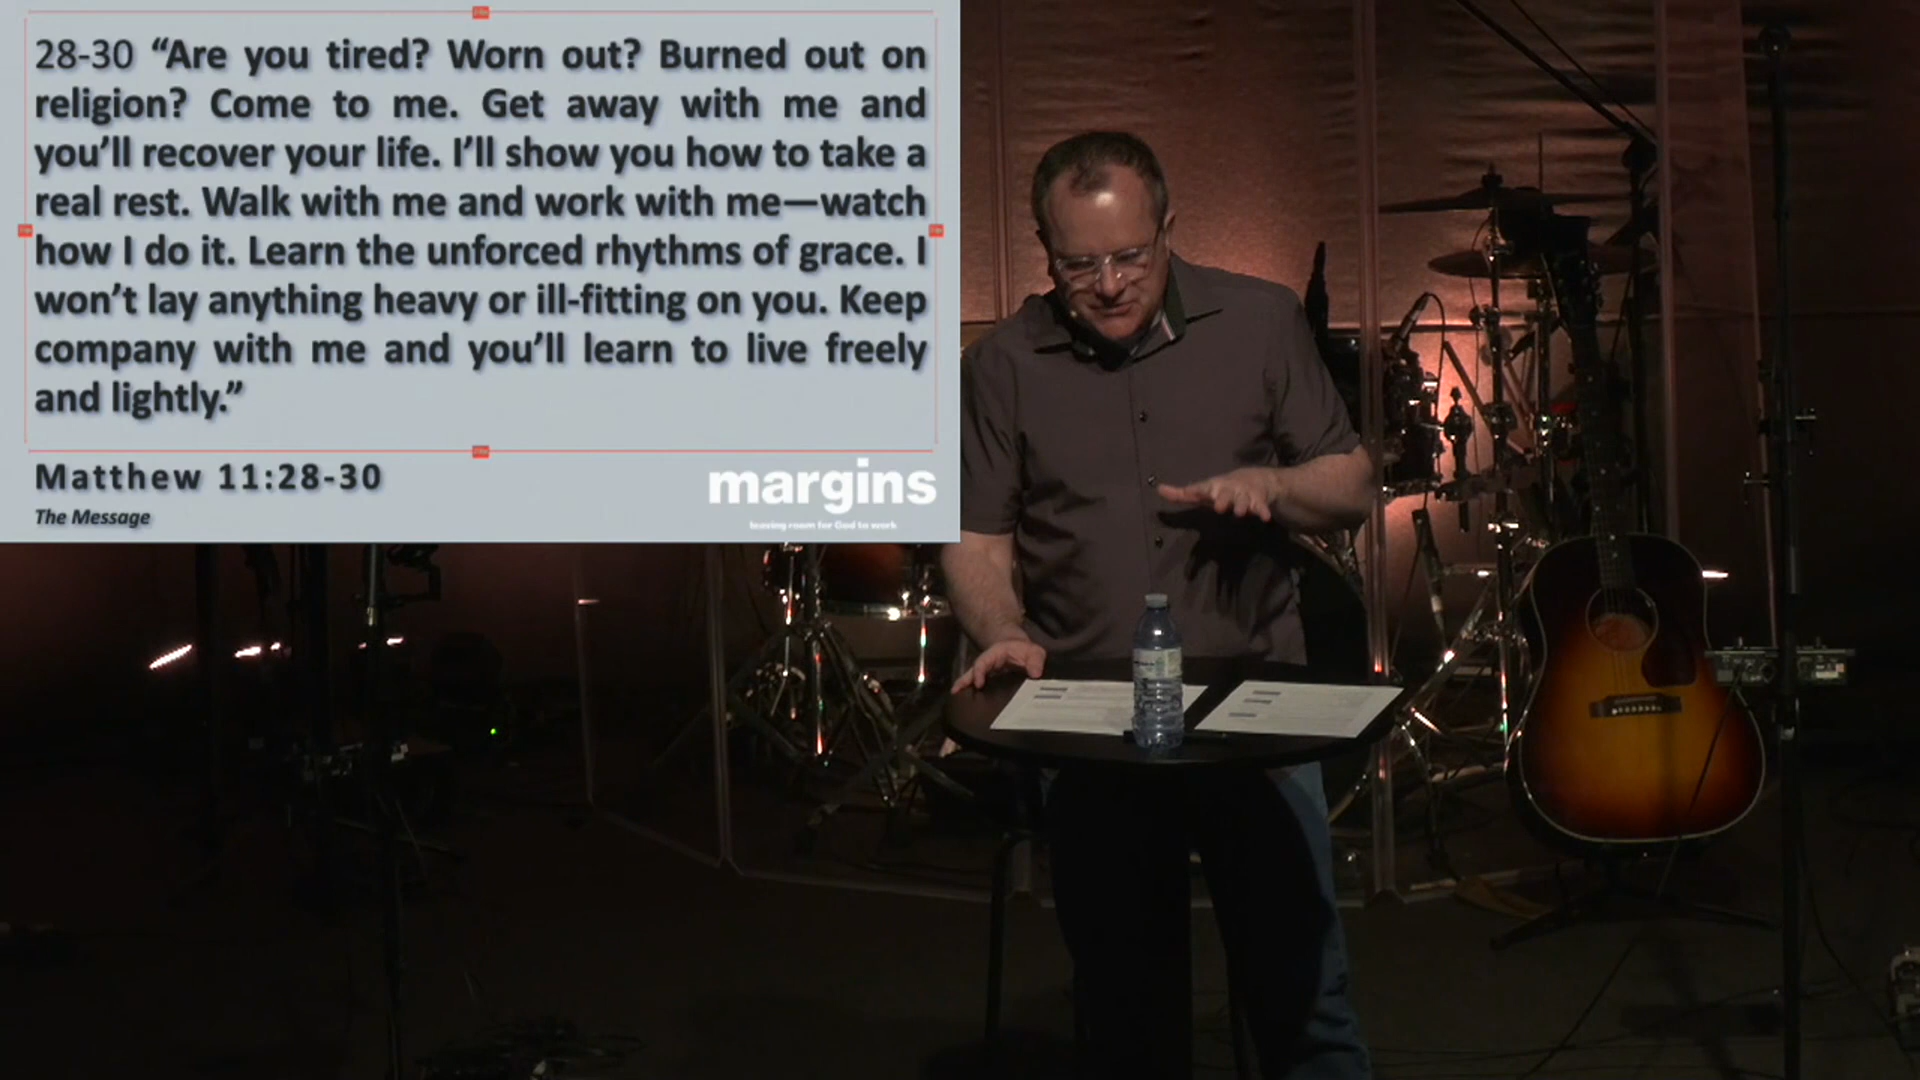 28-30 “Are you tired? Worn out? Burned out on
religion? Come to me. Get away with me and
you’ll recover your life. I’ll show you how to take a
real rest. Walk with me and work with me—watch
how I do it. Learn the unforced rhythms of grace. I
won’t lay anything heavy or ill-fitting on you. Keep
company with me and you’ll learn to live freely
and lightly.”
Matthew 11:28-30
The Message
margins
leaving room for God to work